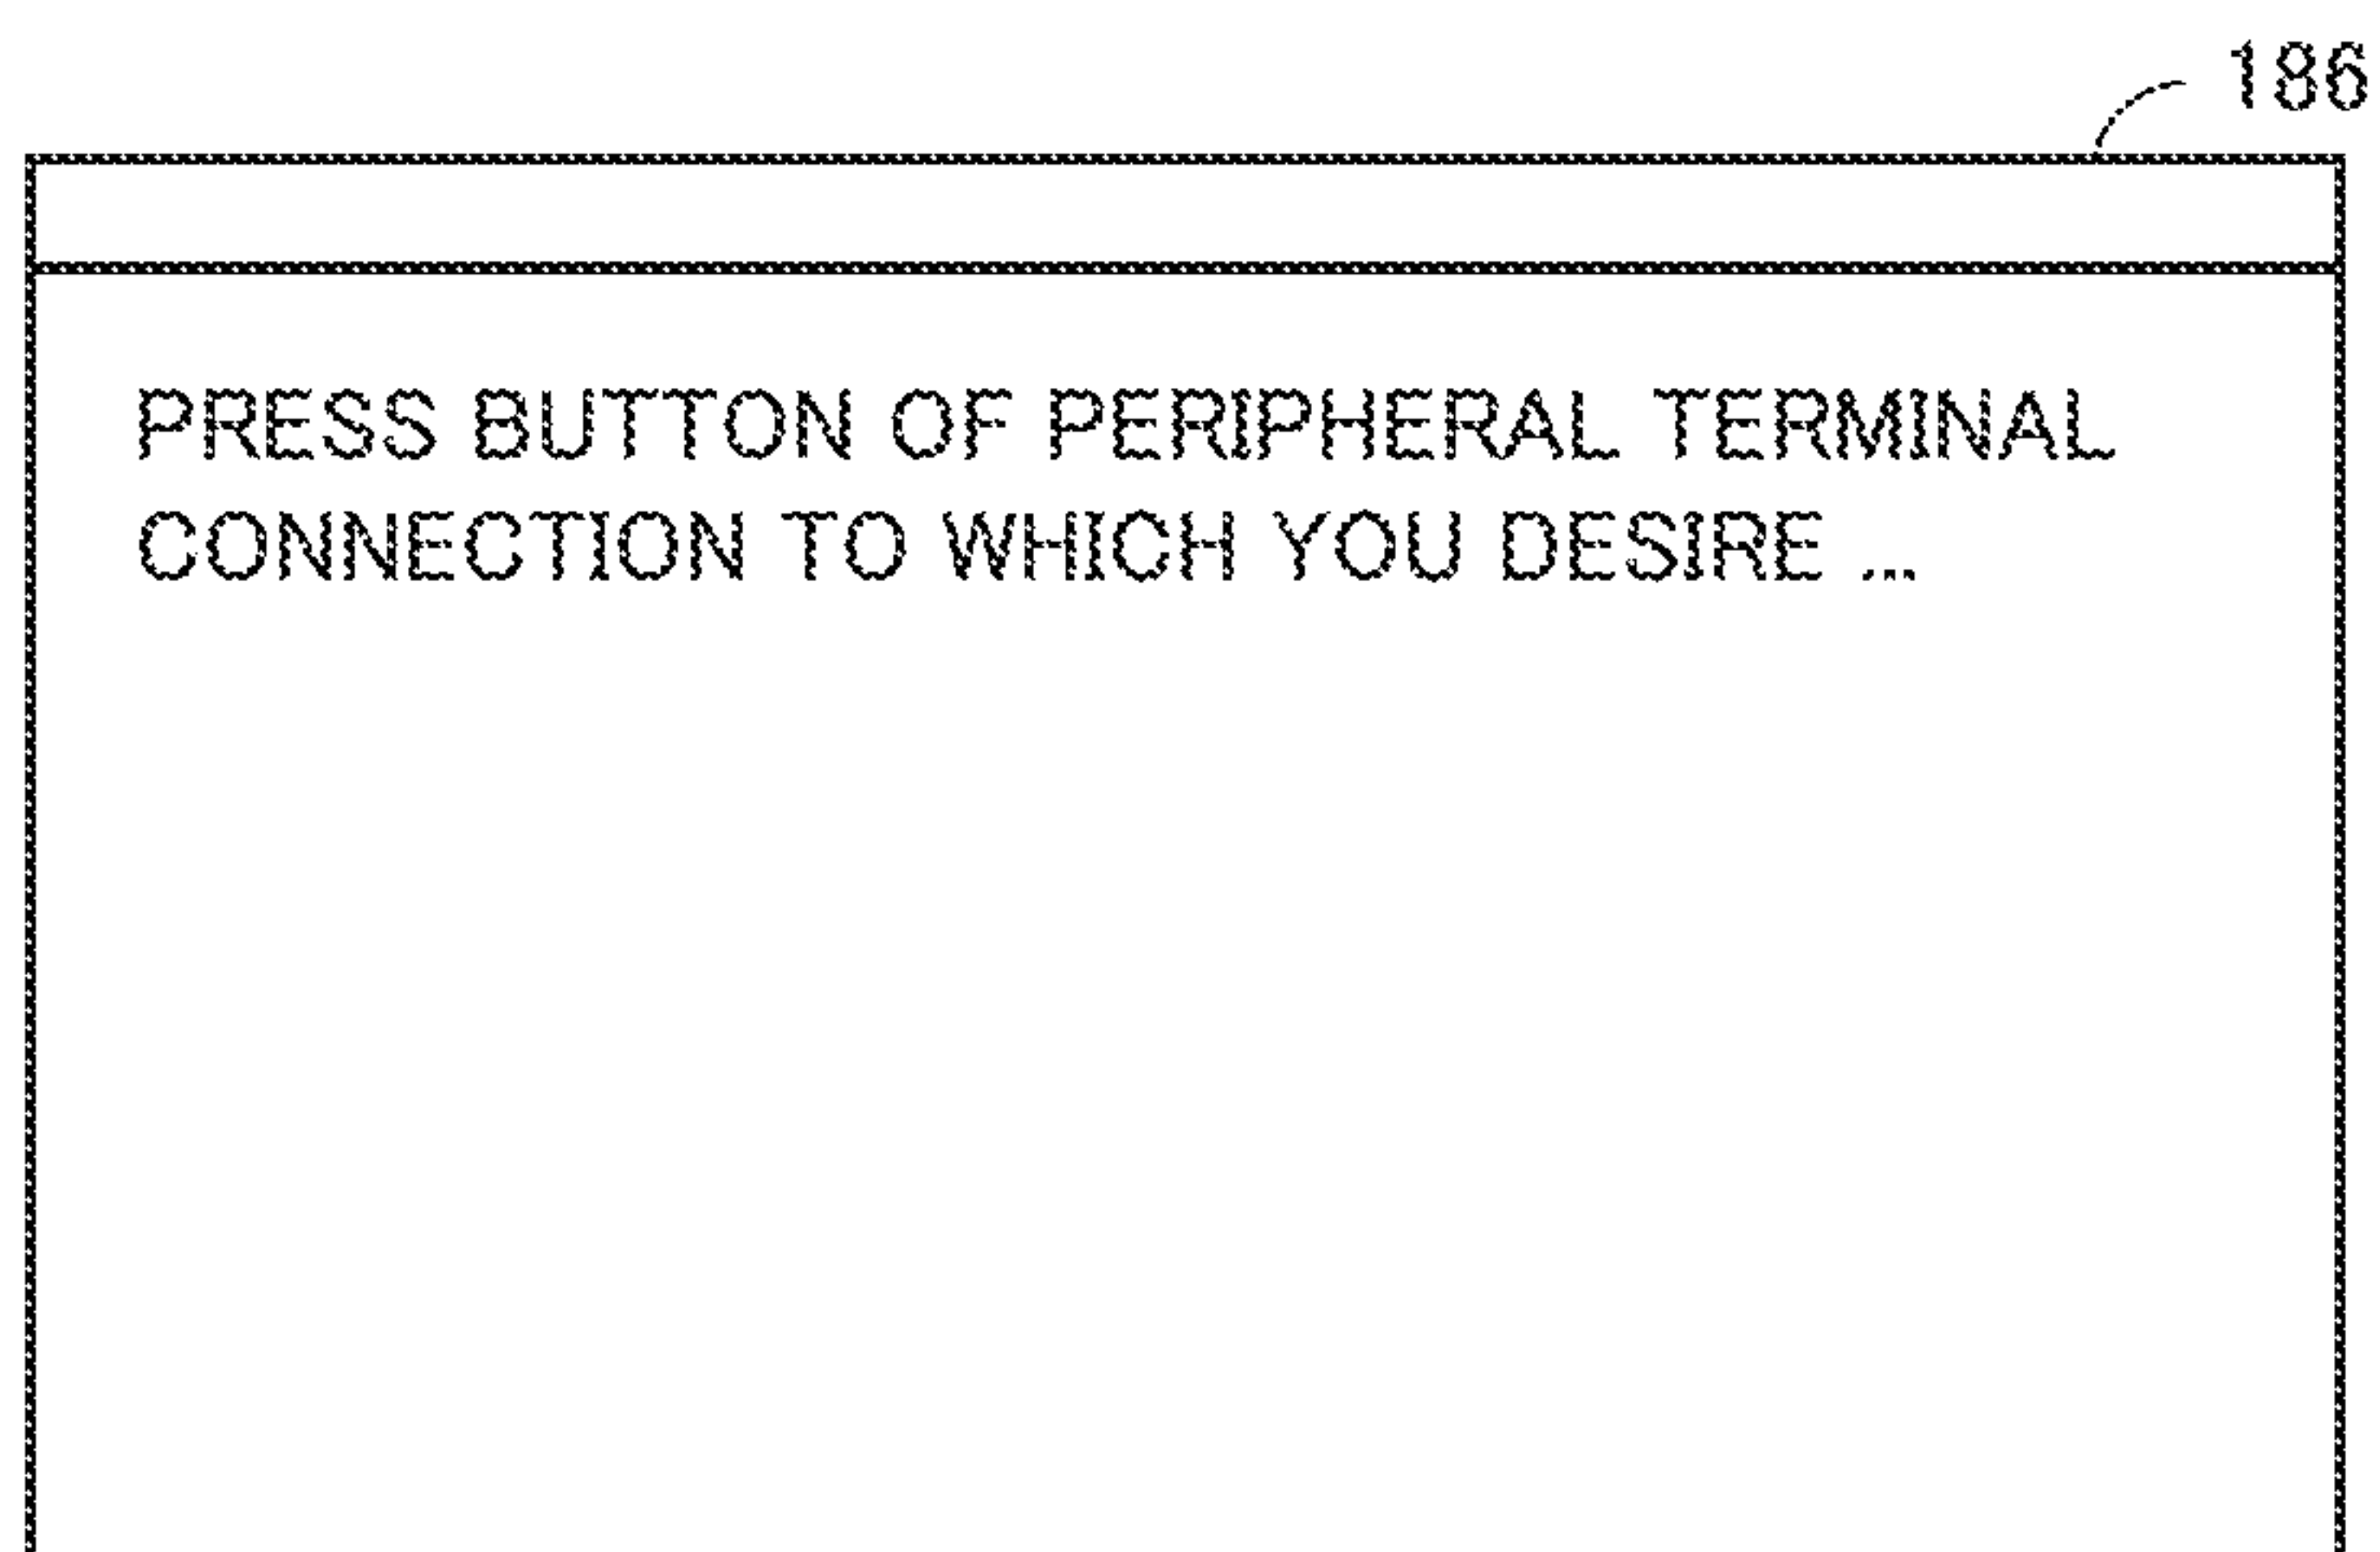 186
PRESS BUTTON OF PERIPHERAL TERMINAL
CONNECTION TO WHICH YOU DESIRE ...